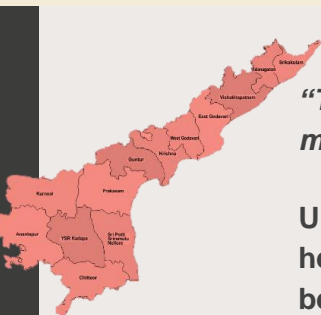 Srikakulam
Vizianagaram
Visakhapatnam
East Godavari
West Godavari
Krishna
Guntur
Prakasam
Kurnool
Anantapur
YSR Kadapa
Sri Potti
Sriramulu
Nellore
Chittoor
“T
m
U
he
be